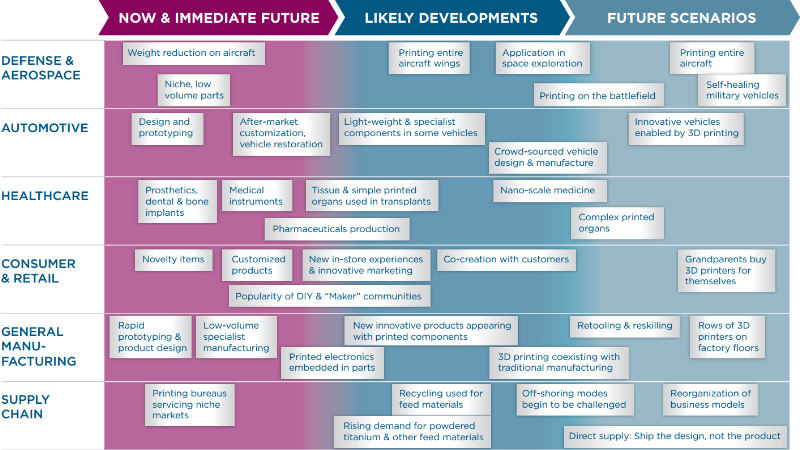 NOW & IMMEDIATE FUTURE
LIKELY DEVELOPMENTS
FUTURE SCENARIOS
DEFENSE &
AEROSPACE
Weight reduction on aircraft
Niche, low
volume parts
Printing entire
aircraft wings
Application in
space exploration
Printing on the battlefield
Printing entire
aircraft
Self-healing
military vehicles
AUTOMOTIVE
Design and
prototyping
After-market
customization,
vehicle restoration
Light-weight & specialist
components in some vehicles
Crowd-sourced vehicle
design & manufacture
Innovative vehicles
enabled by 3D printing
HEALTHCARE
Prosthetics,
dental & bone
implants
Medical
instruments
Tissue & simple printed
organs used in transplants
Pharmaceuticals production
Nano-scale medicine
Complex printed
organs
CONSUMER
& RETAIL
Novelty items
Customized
products
New in-store experiences
& innovative marketing
Popularity of DIY & “Maker” communities
Co-creation with customers
Grandparents buy
3D printers for
themselves
GENERAL
MANU-
FACTURING
Rapid
prototyping &
product design
Low-volume
specialist
manufacturing
Printed electronics
embedded in parts
New innovative products appearing
with printed components
3D printing coexisting with
traditional manufacturing
Retooling & reskilling
Rows of 3D
printers on
factory floors
SUPPLY
CHAIN
Printing bureaus
servicing niche
markets
Recycling used for
feed materials
Rising demand for powdered
titanium & other feed materials
Off-shoring modes
begin to be challenged
Reorganization of
business models
Direct supply: Ship the design, not the product